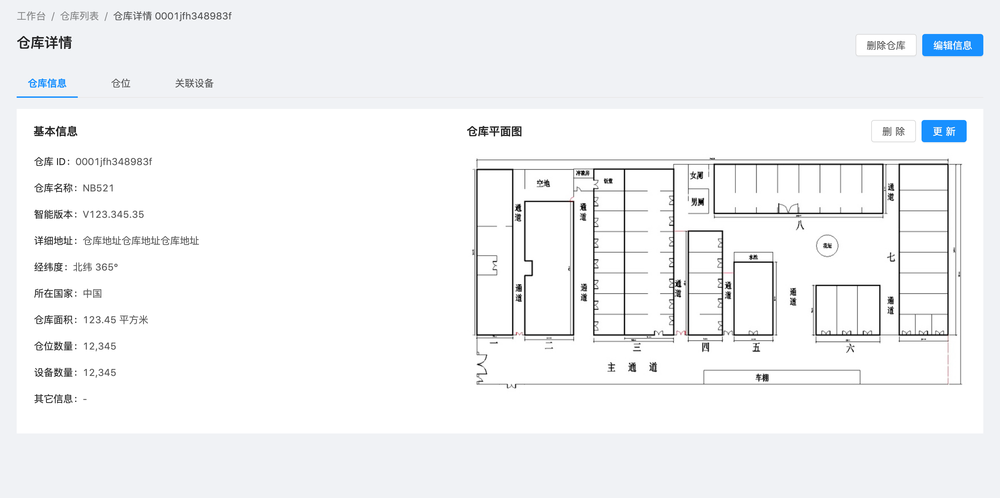 工作台 / 仓库列表 / 仓库详情 0001jfh348983f
仓库详情
删除仓库
编辑信息
仓库信息
仓位
关联设备
基本信息
仓库 ID：0001jfh348983f
仓库名称：NB521
智能版本：V123.345.35
详细地址：仓库地址仓库地址仓库地址
经纬度：北纬 365°
所在国家：中国
仓库面积：123.45 平方米
仓位数量：12,345
设备数量：12,345
其它信息：-
仓库平面图
删 除
更 新
冲凉房
饭堂
空地
女厕
男厕
通道
通道
通道
八
花坛
水池
七
通道
通道
通道
通道
通道
通道
一
二
三
四
五
六
主 通 道
车棚